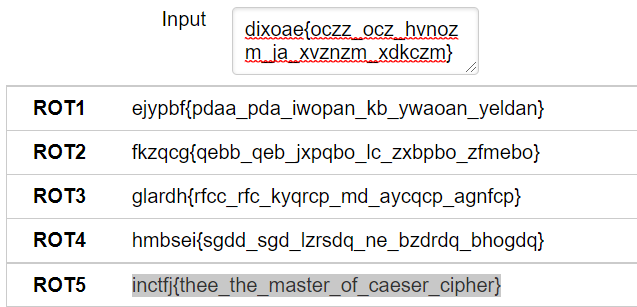 Input
dixoae{oczz_ocz_hvnoz
m_ja_xvznzm_xdkczm}
ROT1 ejypbf{pdaa_pda_iwopan_kb_ywaoan_yeldan}
ROT2 fkzqcg{qebb_qeb_jxpqbo_lc_zxbpbo_zfmebo}
ROT3 glardh{rfcc_rfc_kyqrcp_md_aycqcp_agnfcp}
ROT4 hmbsei{sgdd_sgd_lzrsdq_ne_bzdrdq_bhogdq}
ROT5 inctfj{thee_the_master_of_caeser_cipher}